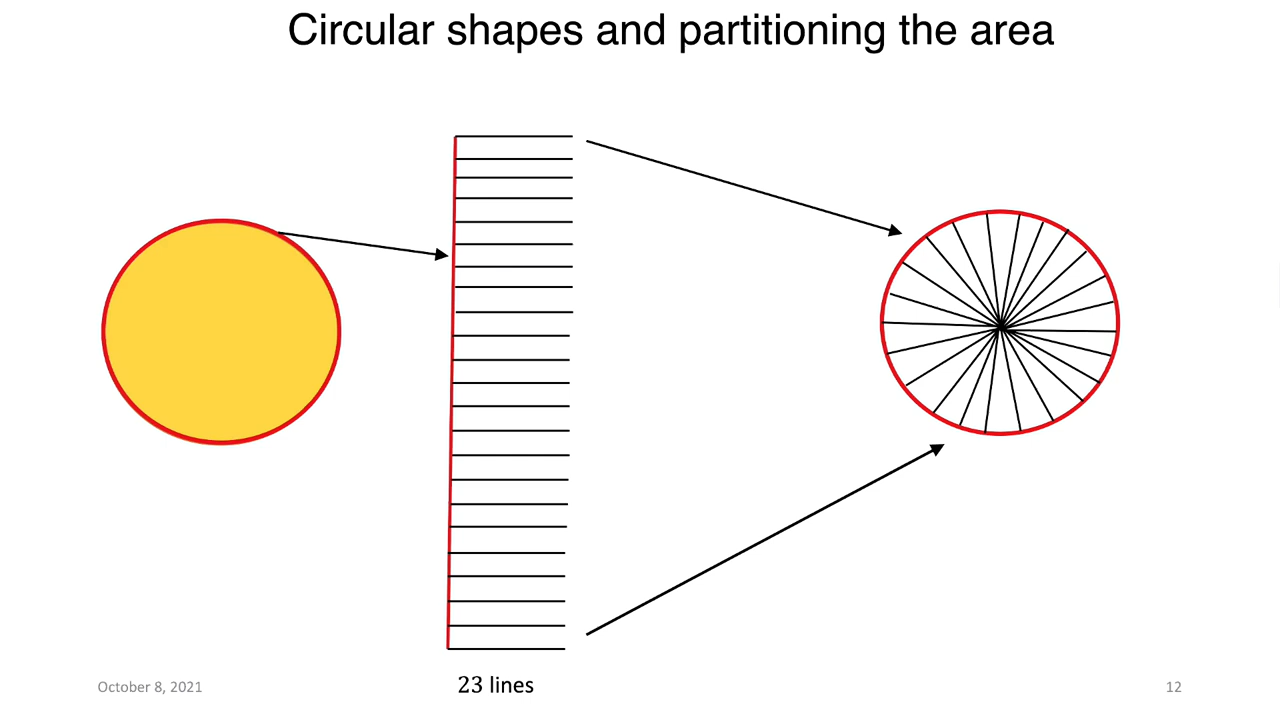 Circular shapes and partitioning the area
October 8, 2021
23 lines
12